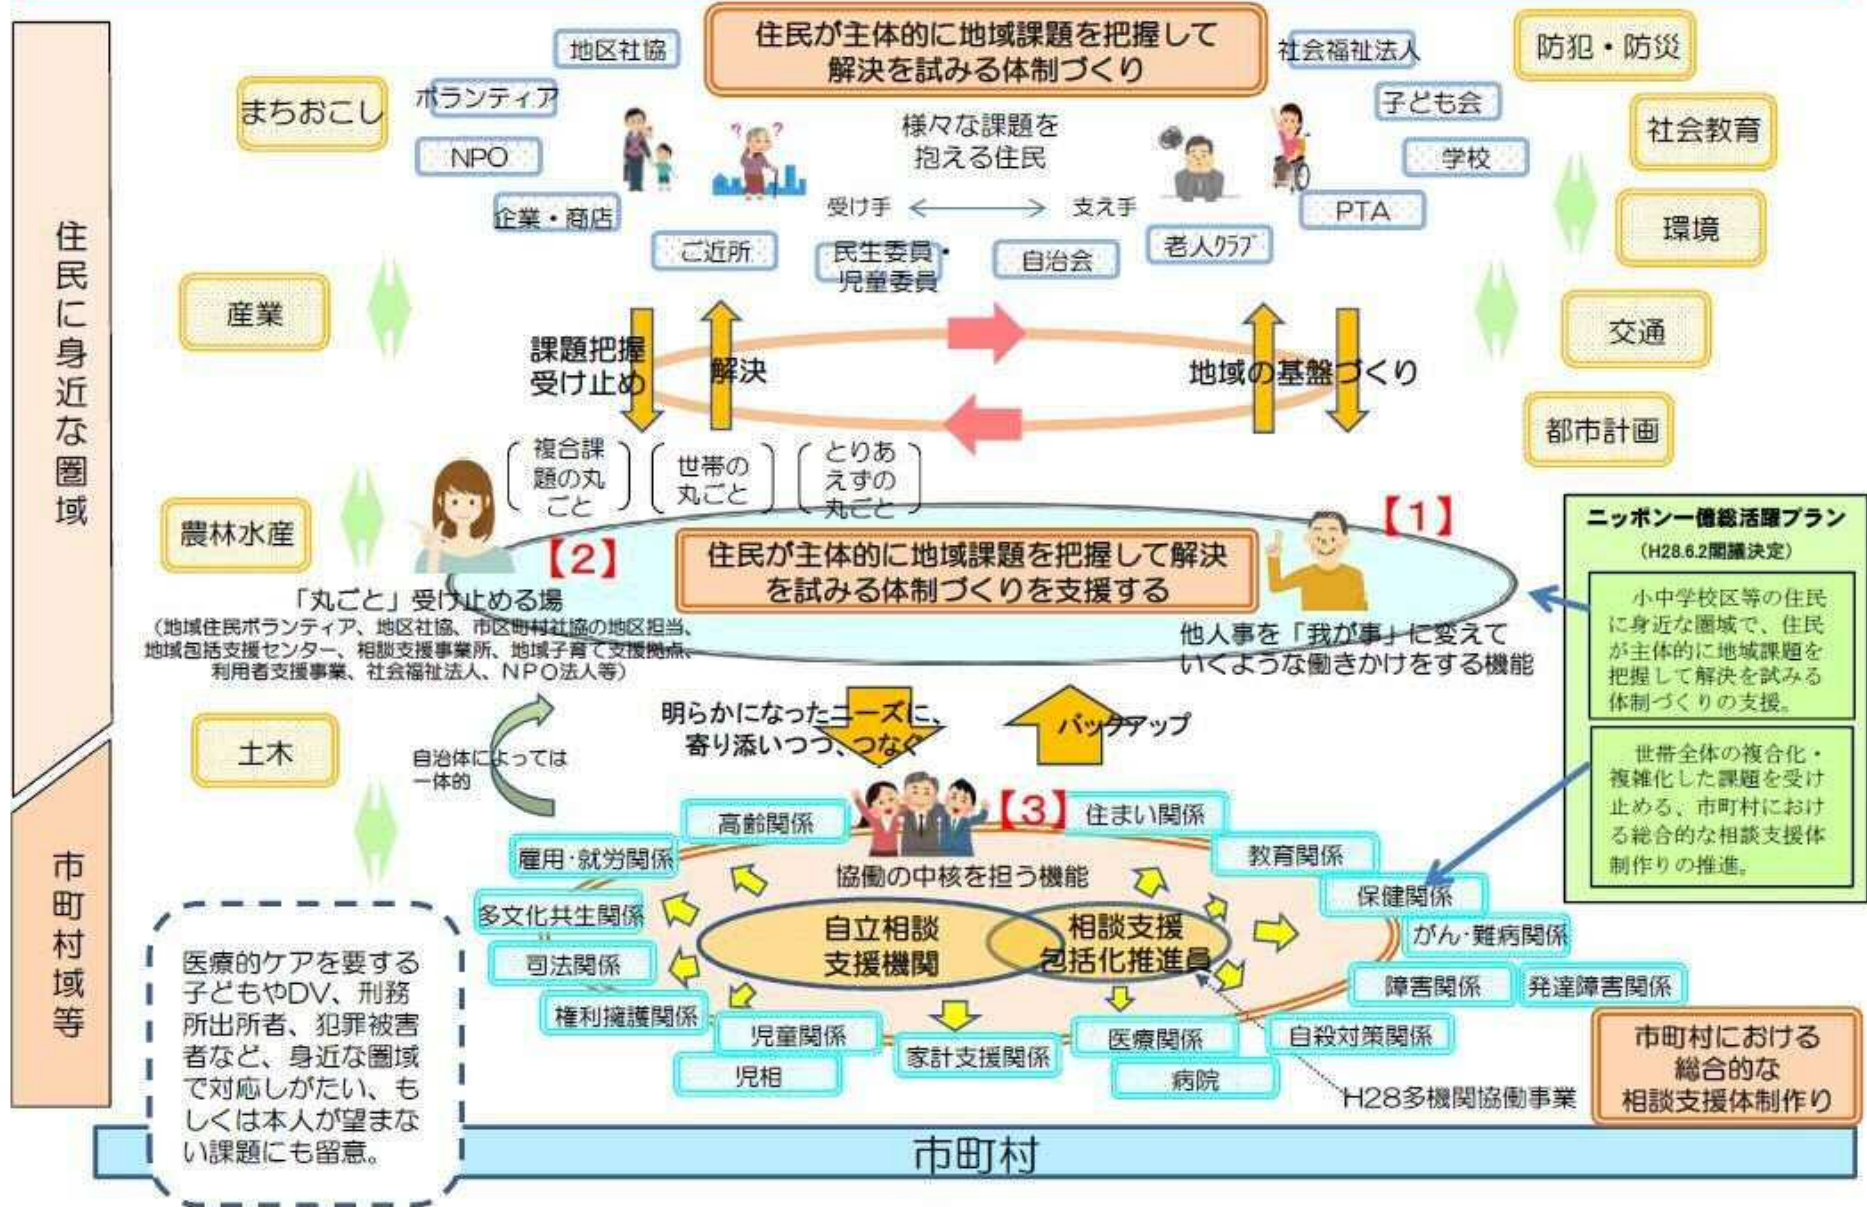 住民に身近な圏域
市町村域等
住民が主体的に地域課題を把握して
解決を試みる体制づくり
地区社協
まちおこし
ボランティア
NPO
企業・商店
ご近所
民生委員・
児童委員
自治会
老人クラブ
社会福祉法人
子ども会
学校
PTA
防犯・防災
社会教育
環境
交通
都市計画
様々な課題を
抱える住民
受け手
支え手
?
?
産業
農林水産
土木
課題把握
受け止め
解決
地域の基盤づくり
複合課
題の丸
ごと
世帯の
丸ごと
とりあ
えずの
丸ごと
【1】
【2】
住民が主体的に地域課題を把握して解決
を試みる体制づくりを支援する
「丸ごと」受け止める場
(地域住民ボランティア、地区社協、市区町村社協の地区担当、
地域包括支援センター、相談支援事業所、地域子育て支援拠点、
利用者支援事業、社会福祉法人、NPO法人等)
他人事を「我が事」に変えて
いくような働きかけをする機能
ニッポン一億総活躍プラン
(H28.6.2閣議決定)
小中学校区等の住民
に身近な圏域で、住民
が主体的に地域課題を
把握して解決を試みる
体制づくりの支援。
世帯全体の複合化・
複雑化した課題を受け
止める、市町村におけ
る総合的な相談支援体
制作りの推進。
明らかになったニーズに、
寄り添いつつ、つなぐ
バックアップ
自治体によっては
一体的
【3】
高齢関係
住まい関係
雇用・就労関係
教育関係
協働の中核を担う機能
保健関係
多文化共生関係
がん・難病関係
自立相談
支援機関
相談支援
包括化推進員
司法関係
障害関係
発達障害関係
権利擁護関係
児童関係
児相
家計支援関係
医療関係
病院
自殺対策関係
H28多機関協働事業
市町村における
総合的な
相談支援体制作り
医療的ケアを要する
子どもやDV、刑務
所出所者、犯罪被害
者など、身近な圏域
で対応しがたい、も
しくは本人が望まな
い課題にも留意。
市町村